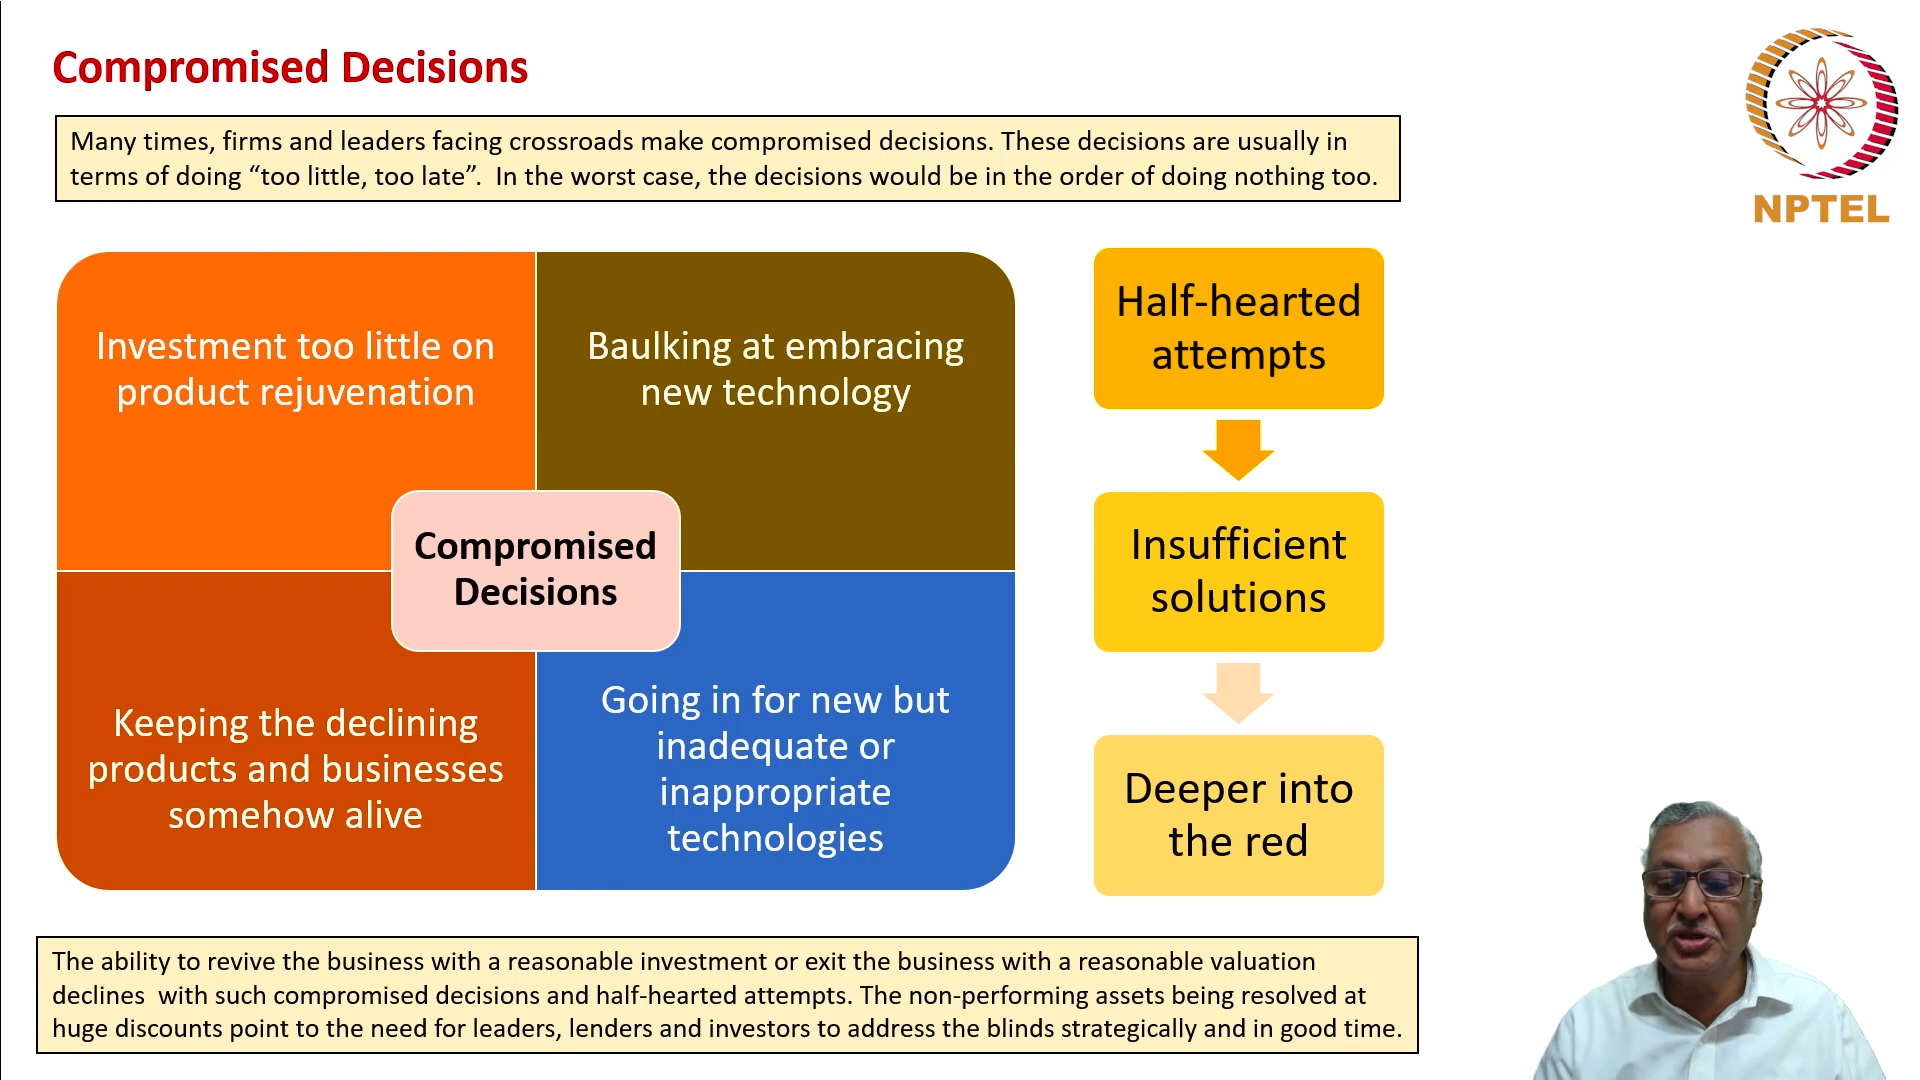 Compromised Decisions
Many times, firms and leaders facing crossroads make compromised decisions. These decisions are usually in
terms of doing “too little, too late”.  In the worst case, the decisions would be in the order of doing nothing too.
NPTEL
Investment too little on
product rejuvenation
Baulking at embracing
new technology
Compromised
Decisions
Keeping the declining
products and businesses
somehow alive
Going in for new but
inadequate or
inappropriate
technologies
Half-hearted
attempts
Insufficient
solutions
Deeper into
the red
The ability to revive the business with a reasonable investment or exit the business with a reasonable valuation
declines  with such compromised decisions and half-hearted attempts. The non-performing assets being resolved at
huge discounts point to the need for leaders, lenders and investors to address the blinds strategically and in good time.